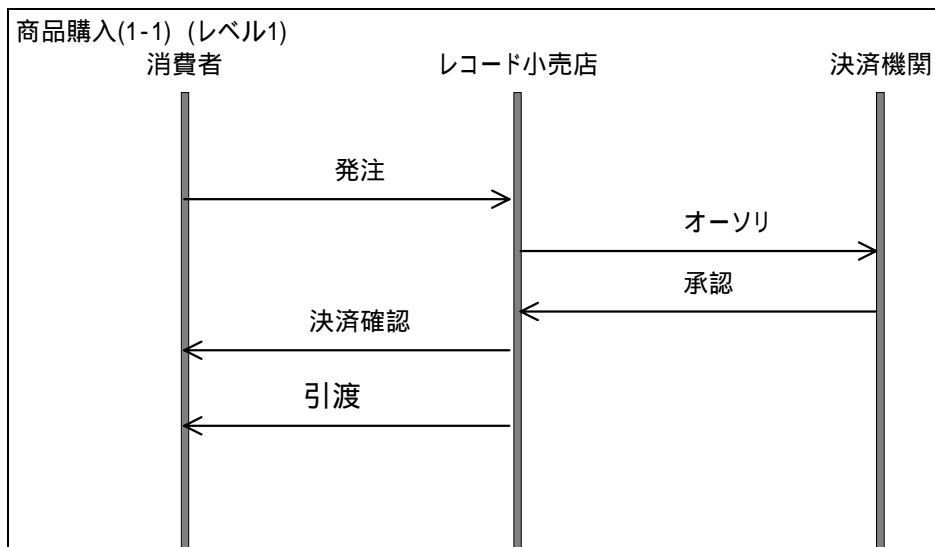 商品購入(1-1) (レベル1)
消費者 レコード小売店 決済機関
発注
オーソリ
承認
決済確認
引渡